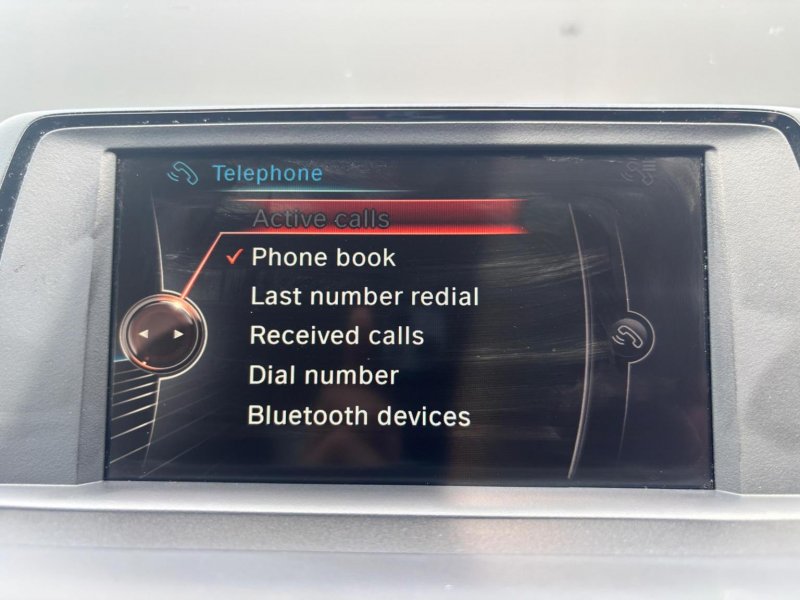 Telephone
Active calls
Phone book
Last number redial
Received calls
Dial number
Bluetooth devices